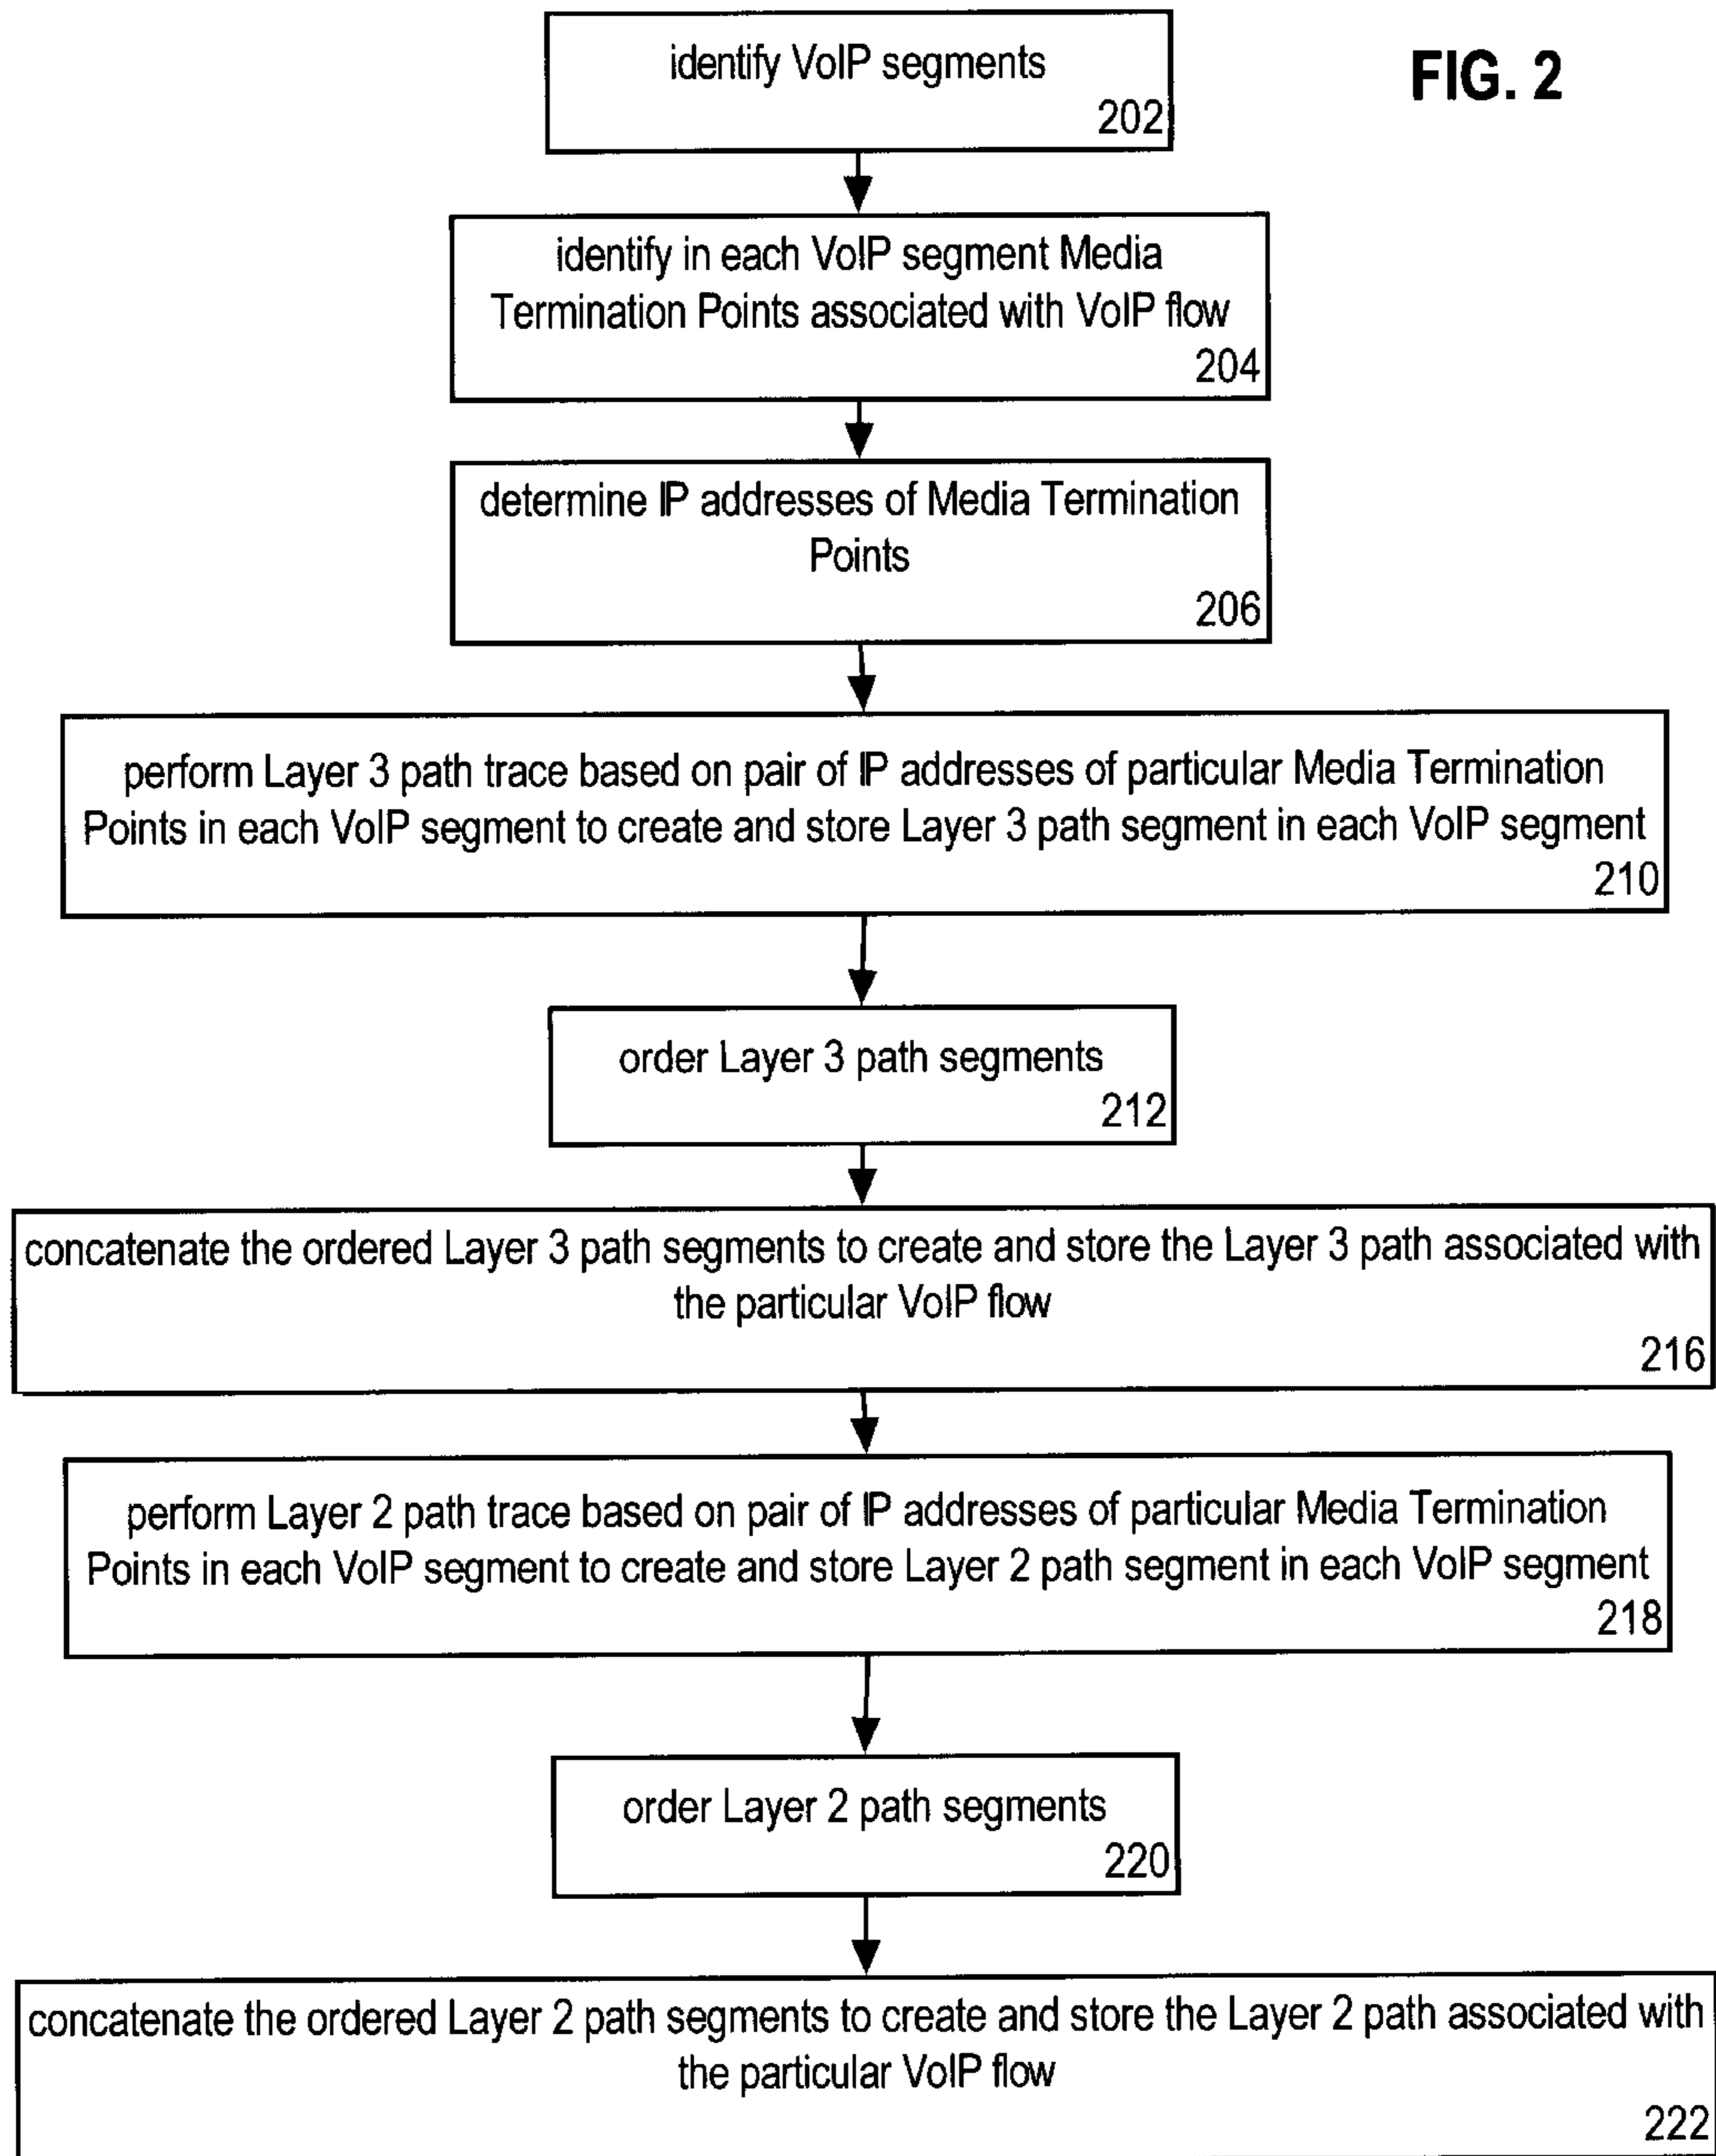 FIG. 2
identify VoIP segments
202
identify in each VoIP segment Media
Termination Points associated with VoIP flow
204
determine IP addresses of Media Termination
Points
206
perform Layer 3 path trace based on pair of IP addresses of particular Media Termination
Points in each VoIP segment to create and store Layer 3 path segment in each VoIP segment
210
order Layer 3 path segments
212
concatenate the ordered Layer 3 path segments to create and store the Layer 3 path associated with
the particular VoIP flow
216
perform Layer 2 path trace based on pair of IP addresses of particular Media Termination
Points in each VoIP segment to create and store Layer 2 path segment in each VoIP segment
218
order Layer 2 path segments
220
concatenate the ordered Layer 2 path segments to create and store the Layer 2 path associated with
the particular VoIP flow
222